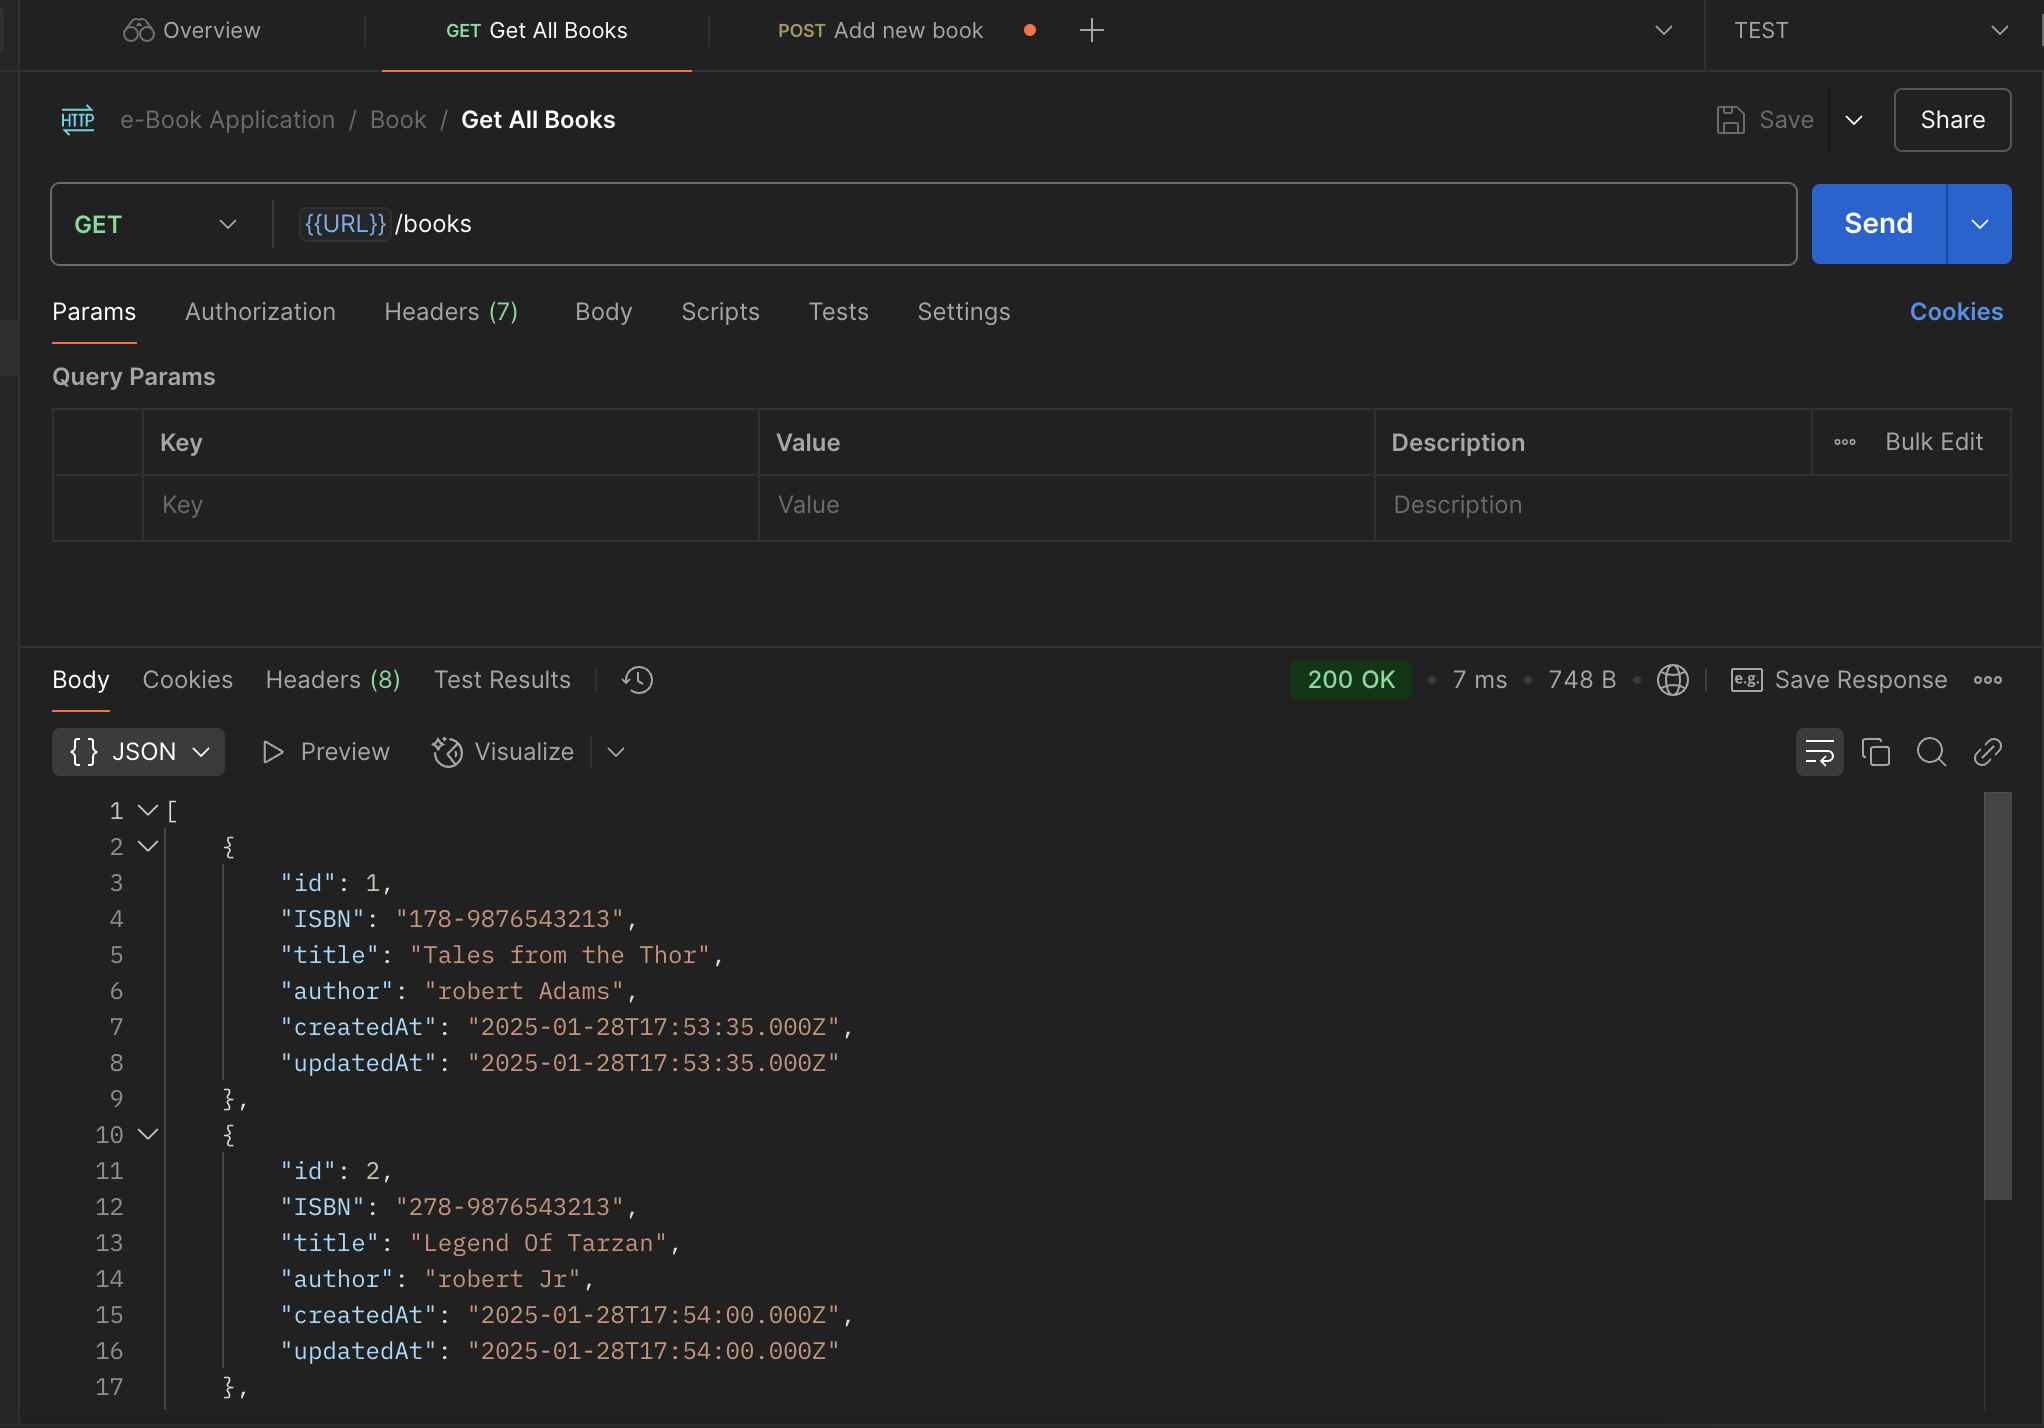 Overview
GET Get All Books
POST Add new book
TEST
HTTP e-Book Application / Book / Get All Books
Save
Share
GET
{{URL}}/books
Send
Params Authorization Headers (7) Body Scripts Tests Settings
Cookies
Query Params
Key Value Description Bulk Edit
Key Value Description
Body Cookies Headers (8) Test Results
200 OK • 7 ms • 748 B • e.g. Save Response
{} JSON Preview Visualize
1 [
2 {
3 "id": 1,
4 "ISBN": "178-9876543213",
5 "title": "Tales from the Thor",
6 "author": "robert Adams",
7 "createdAt": "2025-01-28T17:53:35.000Z",
8 "updatedAt": "2025-01-28T17:53:35.000Z"
9 },
10 {
11 "id": 2,
12 "ISBN": "278-9876543213",
13 "title": "Legend Of Tarzan",
14 "author": "robert Jr",
15 "createdAt": "2025-01-28T17:54:00.000Z",
16 "updatedAt": "2025-01-28T17:54:00.000Z"
17 },